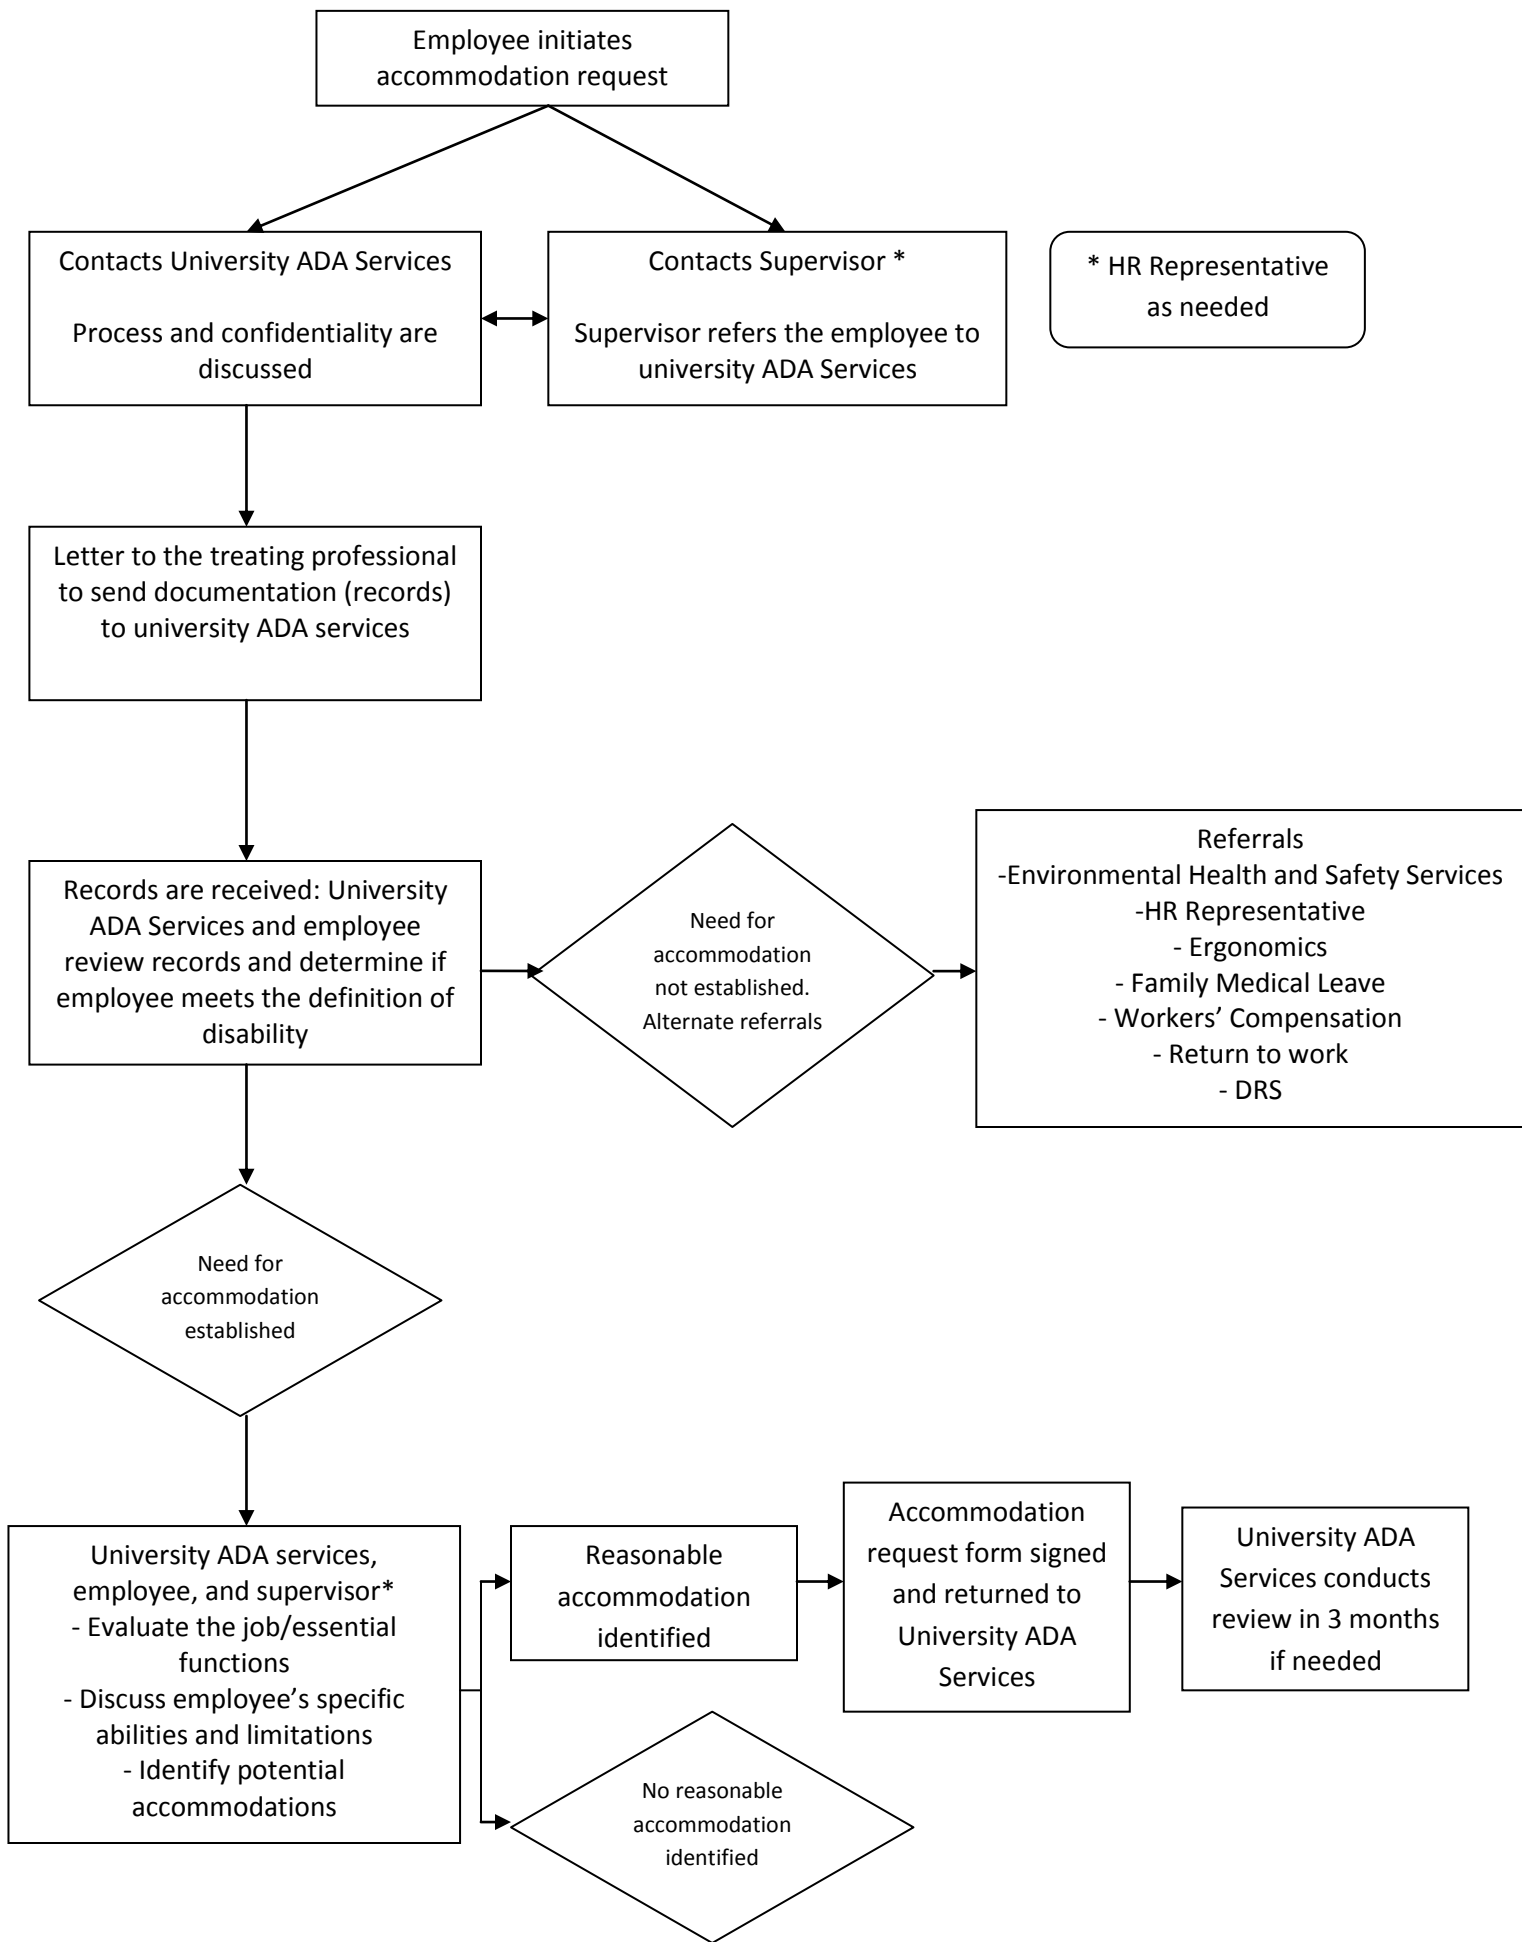 Employee initiates
accommodation request
Contacts University ADA Services
Process and confidentiality are
discussed
Contacts Supervisor *
Supervisor refers the employee to
university ADA Services
* HR Representative
as needed
Letter to the treating professional
to send documentation (records)
to university ADA services
Records are received: University
ADA Services and employee
review records and determine if
employee meets the definition of
disability
Need for
accommodation
not established.
Alternate referrals
Referrals
-Environmental Health and Safety Services
-HR Representative
- Ergonomics
- Family Medical Leave
- Workers’ Compensation
- Return to work
- DRS
Need for
accommodation
established
University ADA services,
employee, and supervisor*
- Evaluate the job/essential
functions
- Discuss employee’s specific
abilities and limitations
- Identify potential
accommodations
Reasonable
accommodation
identified
Accommodation
request form signed
and returned to
University ADA
Services
University ADA
Services conducts
review in 3 months
if needed
No reasonable
accommodation
identified